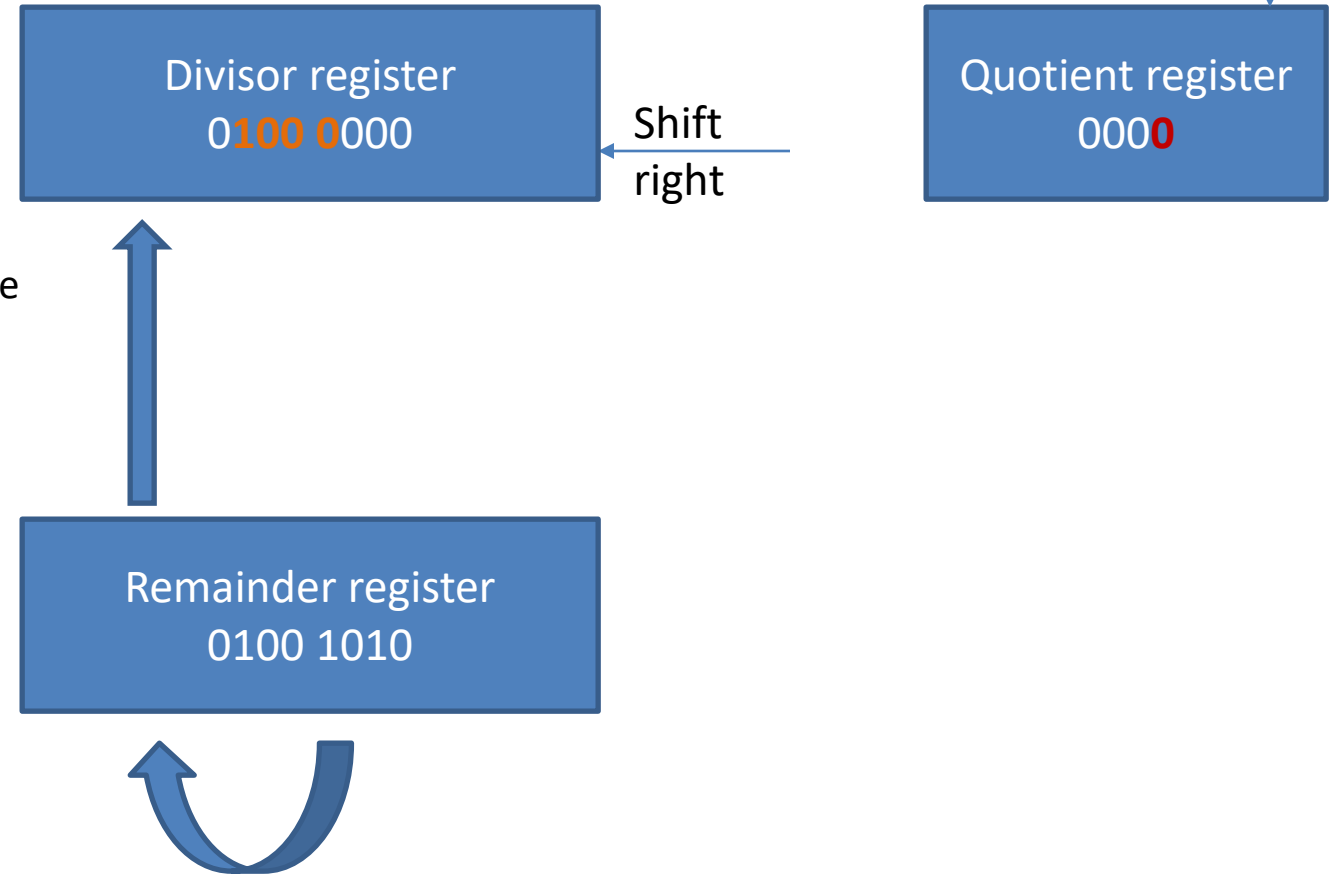 Divisor register
0100 0000
Shift
right
Quotient register
0000
e
Remainder register
0100 1010